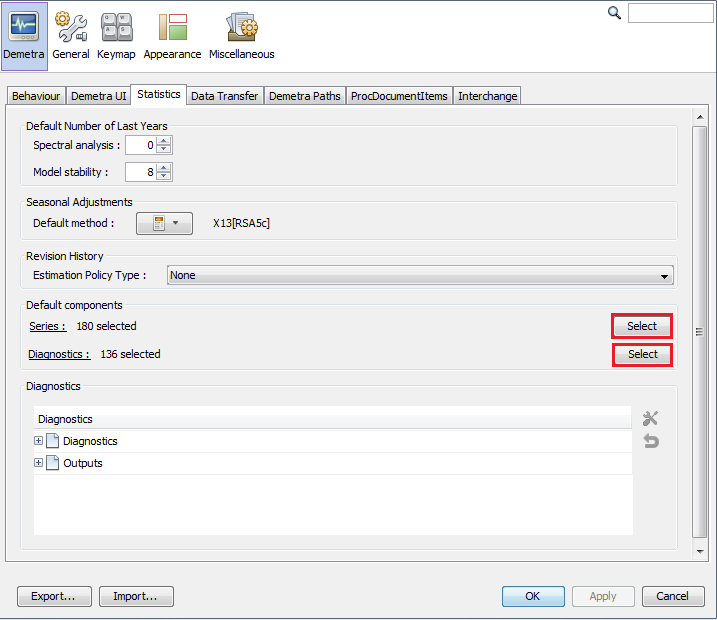 Demetra General Keymap Appearance Miscellaneous
Behaviour Demetra UI Statistics Data Transfer Demetra Paths ProcDocumentItems Interchange
Default Number of Last Years
Spectral analysis : 0
Model stability : 8
Seasonal Adjustments
Default method : X13[RSA5c]
Revision History
Estimation Policy Type : None
Default components
Series : 180 selected Select
Diagnostics : 136 selected Select
Diagnostics
Diagnostics
Diagnostics
Outputs
Export... Import... OK Apply Cancel